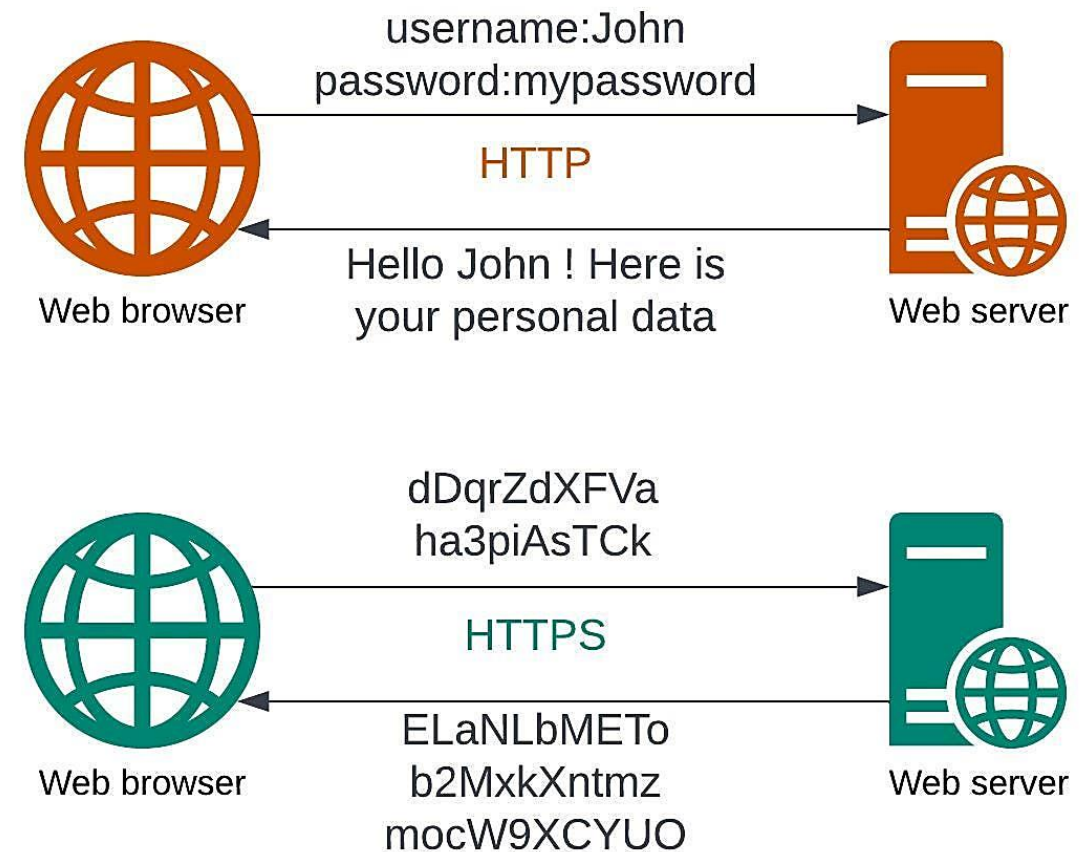 username:John
password:mypassword
HTTP
Hello John ! Here is
your personal data
Web browser
Web server
dDqrZdXFVa
ha3piAsTCk
HTTPS
ELaNLbMETo
b2MxkXntmz
mocW9XCYUO
Web browser
Web server